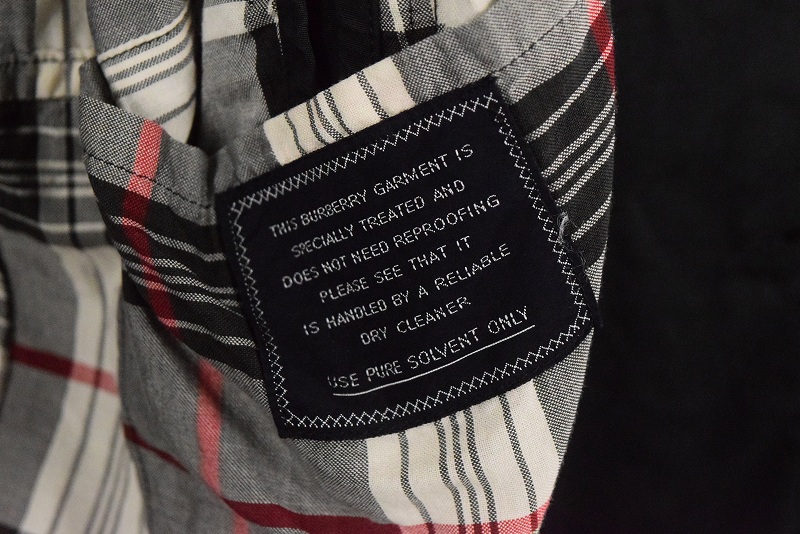 THIS BURBERRY GARMENT IS
SPECIALLY TREATED AND
DOES NOT NEED REPROOFING
PLEASE SEE THAT IT
IS HANDLED BY A RELIABLE
DRY CLEANER.
USE PURE SOLVENT ONLY